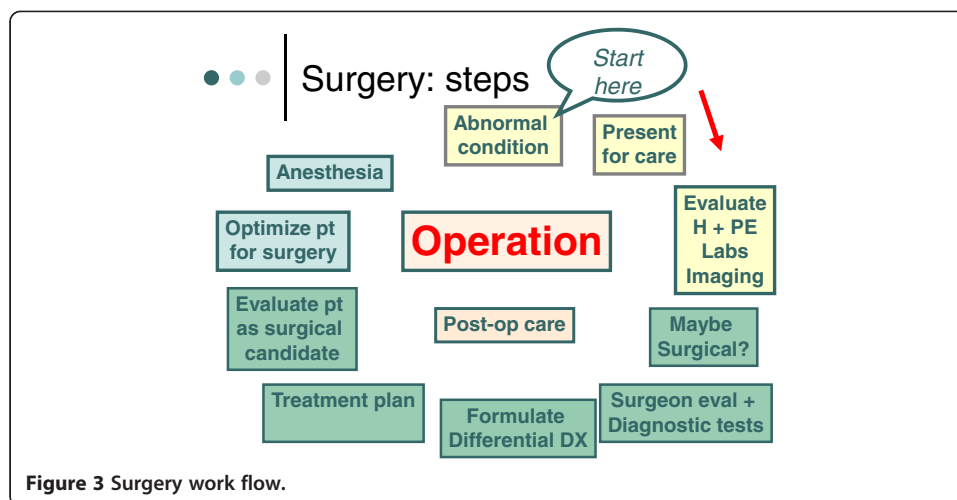 Surgery: steps
Start
here
Abnormal
condition
Present
for care
Evaluate
H + PE
Labs
Imaging
Maybe
Surgical?
Surgeon eval +
Diagnostic tests
Formulate
Differential DX
Treatment plan
Evaluate pt
as surgical
candidate
Optimize pt
for surgery
Anesthesia
Operation
Post-op care
Figure 3 Surgery work flow.